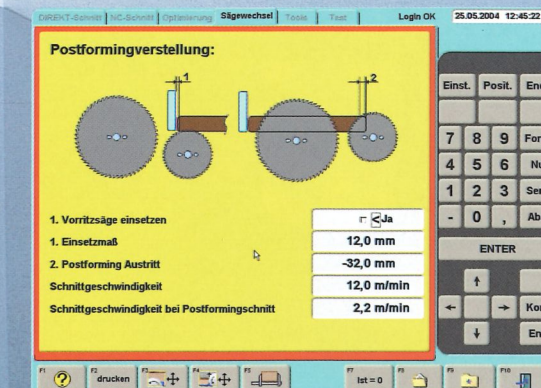 DIREKT-Schnitt NC-Schnitt Optimierung Sägewechsel Tools Test Login OK 25.05.2004 12:45:22
Postformingverstellung:
1 2
Einst. Posit.
7 8 9
4 5 6
1 2 3
- 0 ,
ENTER
1. Vorritzsäge einsetzen < Ja
1. Einsetzmaß 12,0 mm
2. Postforming Austritt -32,0 mm
Schnittgeschwindigkeit 12,0 m/min
Schnittgeschwindigkeit bei Postformingschnitt 2,2 m/min
F1 ? F2 drucken F3 F4 F5 F7 Ist = 0 F8 F9 F10